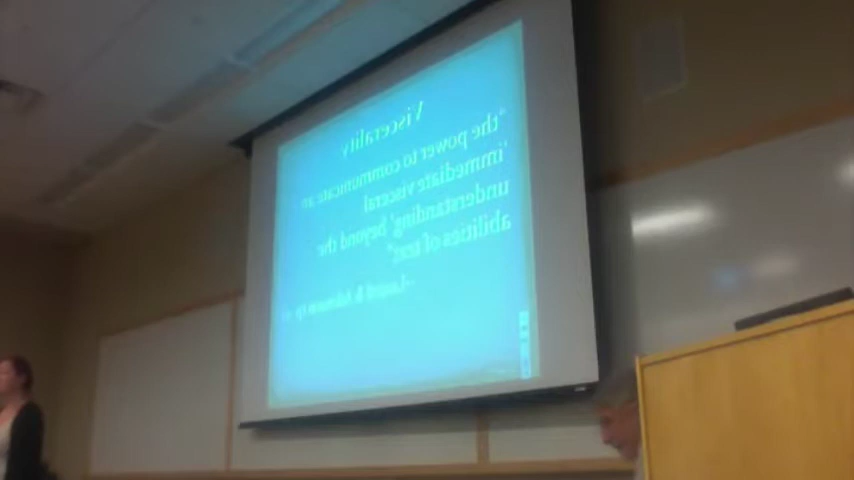 Viscerality
"the power to communicate an
'immediate visceral
understanding' beyond the
abilities of text"